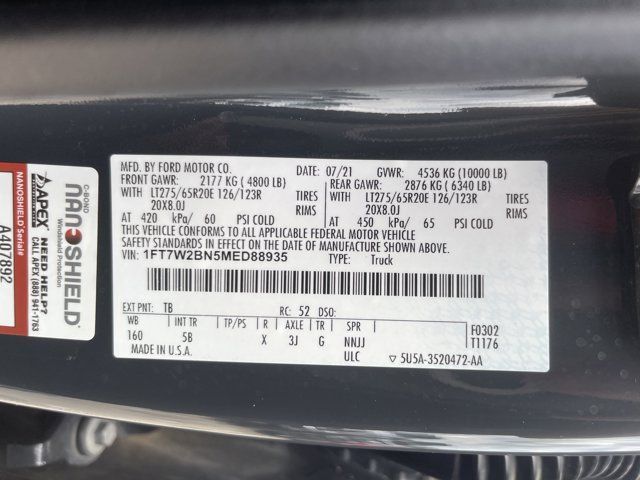 MFD. BY FORD MOTOR CO. DATE: 07/21 GVWR: 4536 KG (10000 LB)
FRONT GAWR: 2177 KG (4800 LB) REAR GAWR: 2876 KG (6340 LB)
WITH LT275/65R20E 126/123R TIRES WITH LT275/65R20E 126/123R TIRES
20X8.0J RIMS 20X8.0J RIMS
AT 420 kPa/ 60 PSI COLD AT 450 kPa/ 65 PSI COLD
THIS VEHICLE CONFORMS TO ALL APPLICABLE FEDERAL MOTOR VEHICLE
SAFETY STANDARDS IN EFFECT ON THE DATE OF MANUFACTURE SHOWN ABOVE.
VIN: 1FT7W2BN5MED88935 TYPE: Truck
EXT PNT: TB RC: 52 DSO:
WB INT TR TP/PS R AXLE TR SPR F0302
160 5B X 3J G NNJJ T1176
MADE IN U.S.A. ULC ▽ 5U5A-3520472-AA
C-BOND
NANOSHIELD
Windshield Protection
APEX
NEED HELP?
CALL APEX (888) 941-1763
NANOSHIELD Serial#
A407892